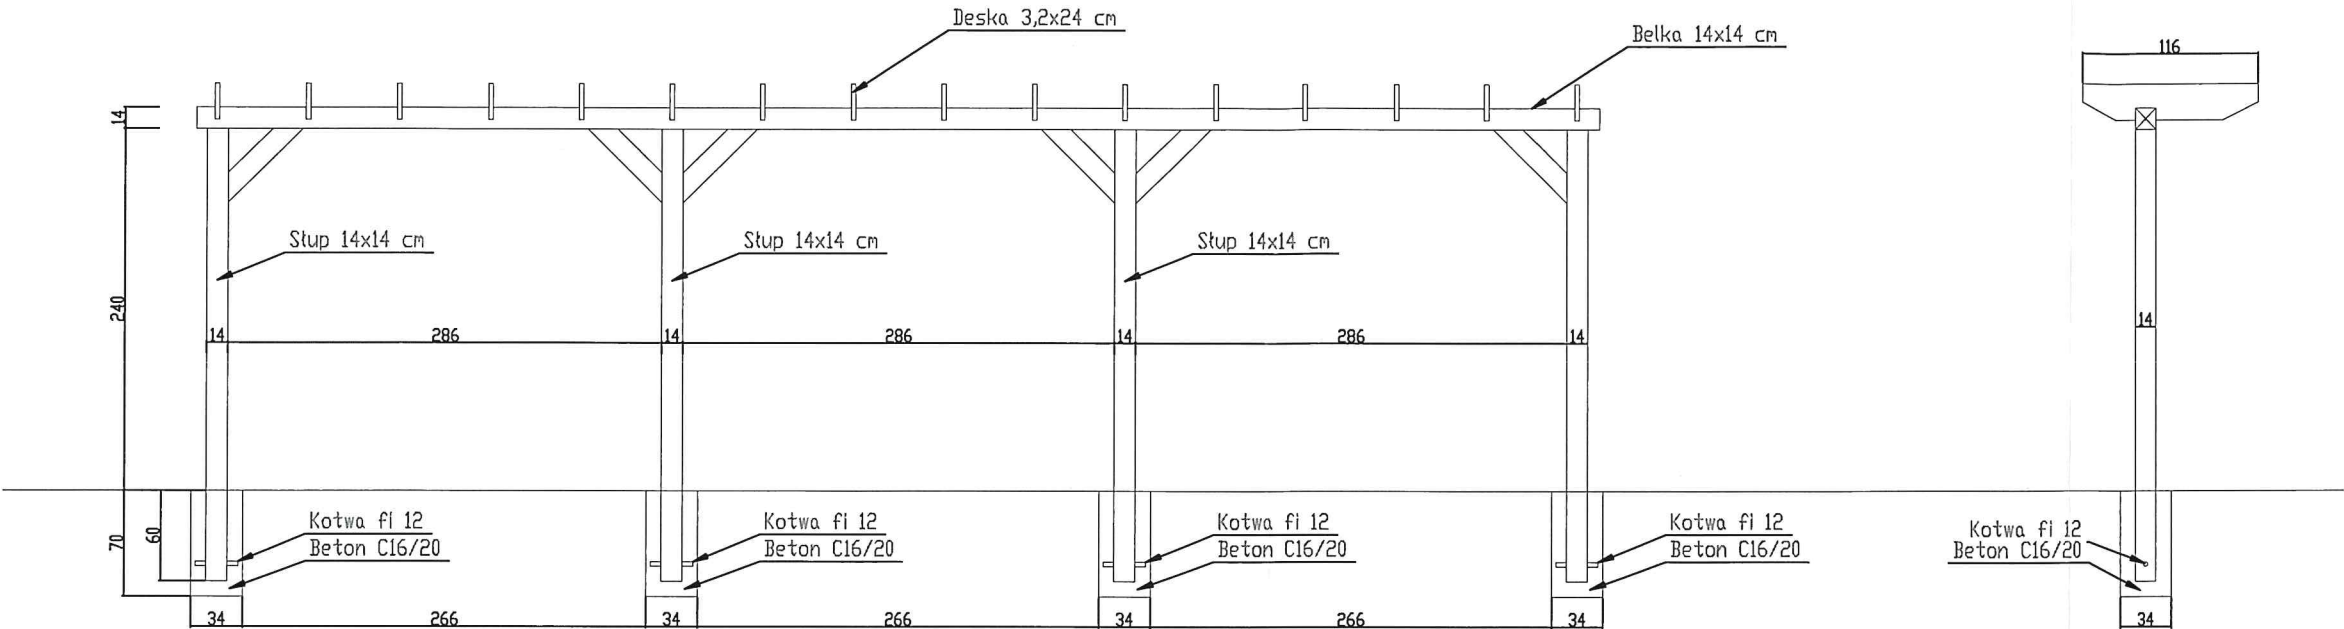 Deska 3,2x24 cm
Belka 14x14 cm
116
14
Słup 14x14 cm
Słup 14x14 cm
Słup 14x14 cm
240
14
286
14
286
14
286
14
14
Kotwa fi 12
Beton C16/20
Kotwa fi 12
Beton C16/20
Kotwa fi 12
Beton C16/20
Kotwa fi 12
Beton C16/20
Kotwa fi 12
Beton C16/20
70
60
34
266
34
266
34
266
34
34